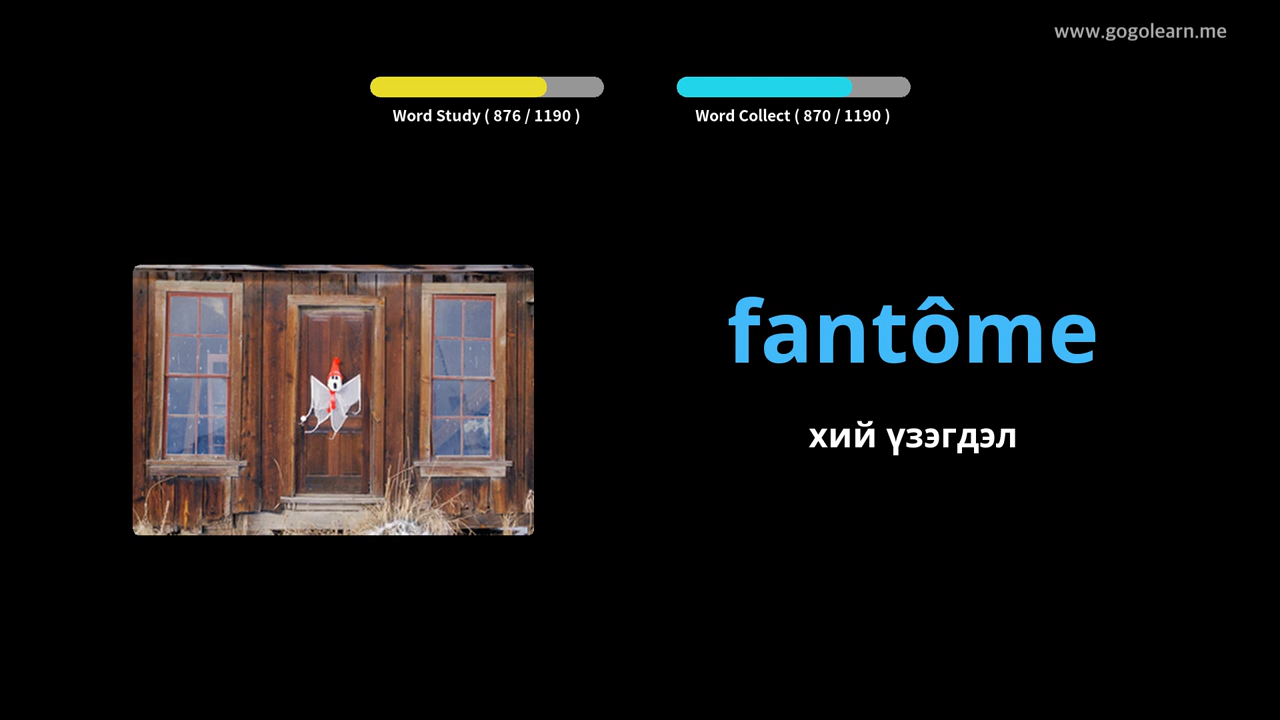 www.gogolearn.me
Word Study ( 876 / 1190 )
Word Collect ( 870 / 1190 )
fantôme
хий үзэгдэл